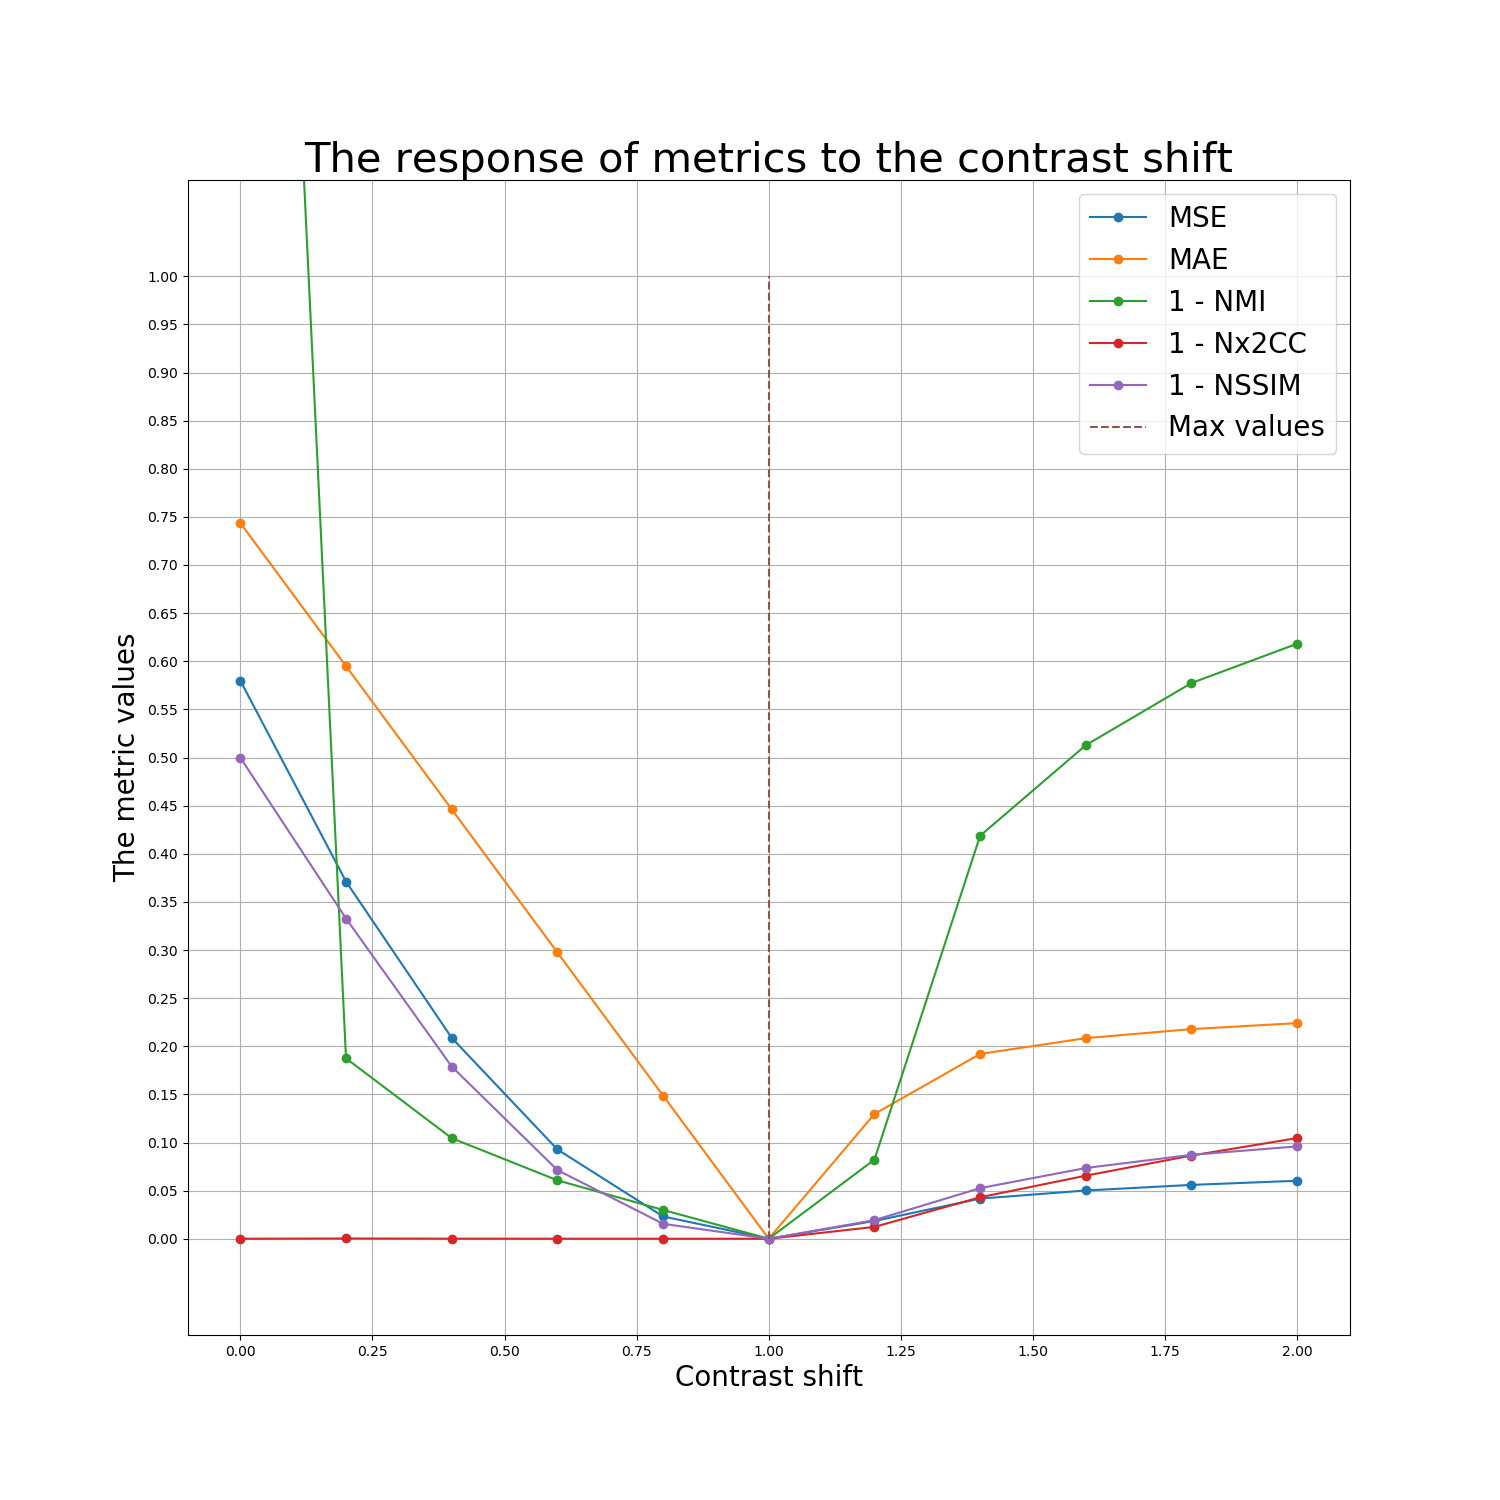 The response of metrics to the contrast shift
MSE
MAE
1 - NMI
1 - Nx2CC
1 - NSSIM
Max values
The metric values
1.00
0.95
0.90
0.85
0.80
0.75
0.70
0.65
0.60
0.55
0.50
0.45
0.40
0.35
0.30
0.25
0.20
0.15
0.10
0.05
0.00
0.00 0.25 0.50 0.75 1.00 1.25 1.50 1.75 2.00
Contrast shift